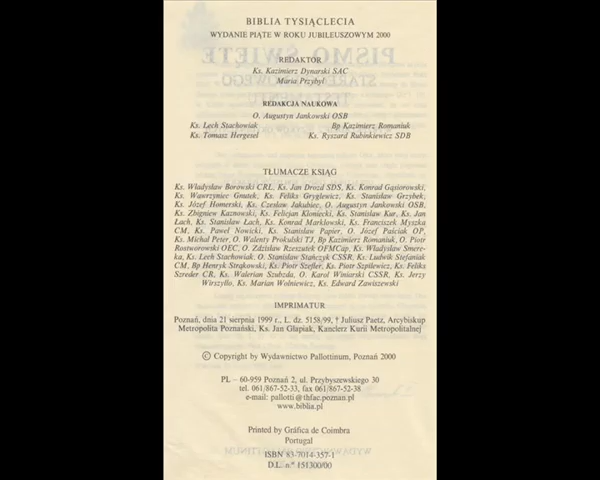 BIBLIA TYSIĄCLECIA
WYDANIE PIĄTE W ROKU JUBILEUSZOWYM 2000
REDAKTOR
Ks. Kazimierz Dynarski SAC
Maria Przybył
REDAKCJA NAUKOWA
O. Augustyn Jankowski OSB
Ks. Lech Stachowiak Bp Kazimierz Romaniuk
Ks. Tomasz Hergesel Ks. Ryszard Rubinkiewicz SDB
TŁUMACZE KSIĄG
Ks. Władysław Borowski CRL, Ks. Jan Drozd SDS, Ks. Konrad Gąsiorowski,
Ks. Wawrzyniec Gnutek, Ks. Feliks Gryglewicz, Ks. Stanisław Grzybek,
Ks. Józef Homerski, Ks. Czesław Jakubiec, O. Augustyn Jankowski OSB,
Ks. Zbigniew Kaznowski, Ks. Felicjan Kłoniecki, Ks. Stanisław Kur, Ks. Jan
Łach, Ks. Stanisław Łach, Ks. Konrad Marklowski, Ks. Franciszek Myszka
CM, Ks. Paweł Nowicki, Ks. Stanisław Papier, O. Józef Paściak OP,
Ks. Michał Peter, O. Walenty Prokulski TJ, Bp Kazimierz Romaniuk, O. Piotr
Rostworowski OEC, O. Zdzisław Rzeszutek OFMCap, Ks. Władysław Smere-
ka, Ks. Lech Stachowiak, O. Stanisław Stańczyk CSSR, Ks. Ludwik Stefaniak
CM, Bp Henryk Strąkowski, Ks. Piotr Szefler, Ks. Piotr Szpilewicz, Ks. Feliks
Szreder CR, Ks. Walerian Szubzda, O. Karol Winiarski CSSR, Ks. Jerzy
Wirszyłło, Ks. Marian Wolniewicz, Ks. Edward Zawiszewski
IMPRIMATUR
Poznań, dnia 21 sierpnia 1999 r., L. dz. 5158/99, † Juliusz Paetz, Arcybiskup
Metropolita Poznański, Ks. Jan Glapiak, Kanclerz Kurii Metropolitalnej
© Copyright by Wydawnictwo Pallottinum, Poznań 2000
PL – 60-959 Poznań 2, ul. Przybyszewskiego 30
tel. 061/867-52-33, fax 061/867-52-38
e-mail: pallotti@thfac.poznan.pl
www.biblia.pl
Printed by Gráfica de Coimbra
Portugal
ISBN 83-7014-357-1
D.L. n.º 151300/00